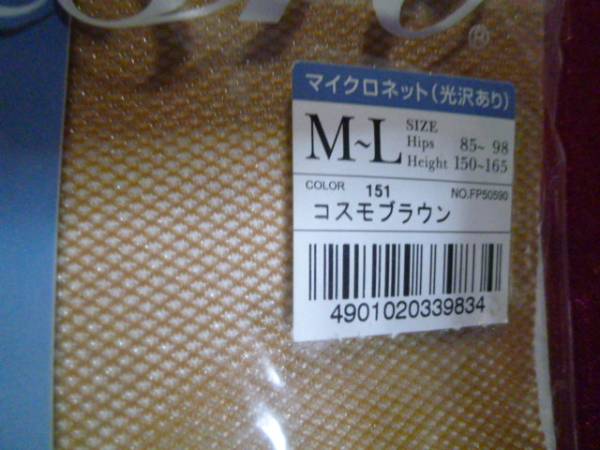 ®
マイクロネット(光沢あり)
M~L
SIZE
Hips 85~ 98
Height 150~165
COLOR 151 NO.FP50590
コスモブラウン
4901020339834